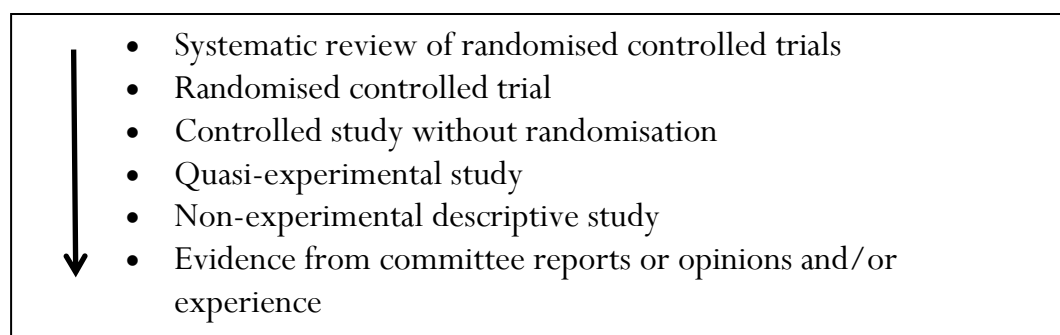 • Systematic review of randomised controlled trials
• Randomised controlled trial
• Controlled study without randomisation
• Quasi-experimental study
• Non-experimental descriptive study
• Evidence from committee reports or opinions and/or
experience